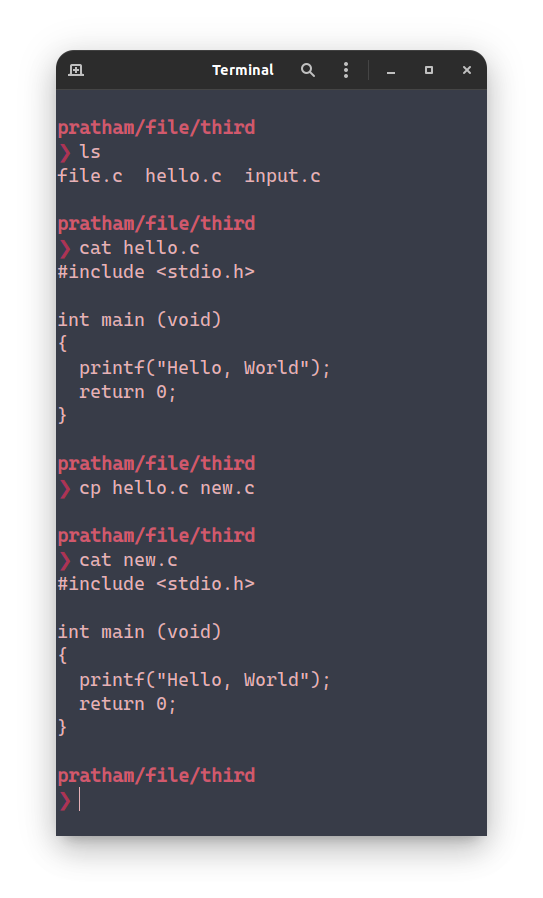 Terminal
pratham/file/third
❯ ls
file.c  hello.c  input.c
pratham/file/third
❯ cat hello.c
#include <stdio.h>
int main (void)
{
  printf("Hello, World");
  return 0;
}
pratham/file/third
❯ cp hello.c new.c
pratham/file/third
❯ cat new.c
#include <stdio.h>
int main (void)
{
  printf("Hello, World");
  return 0;
}
pratham/file/third
❯